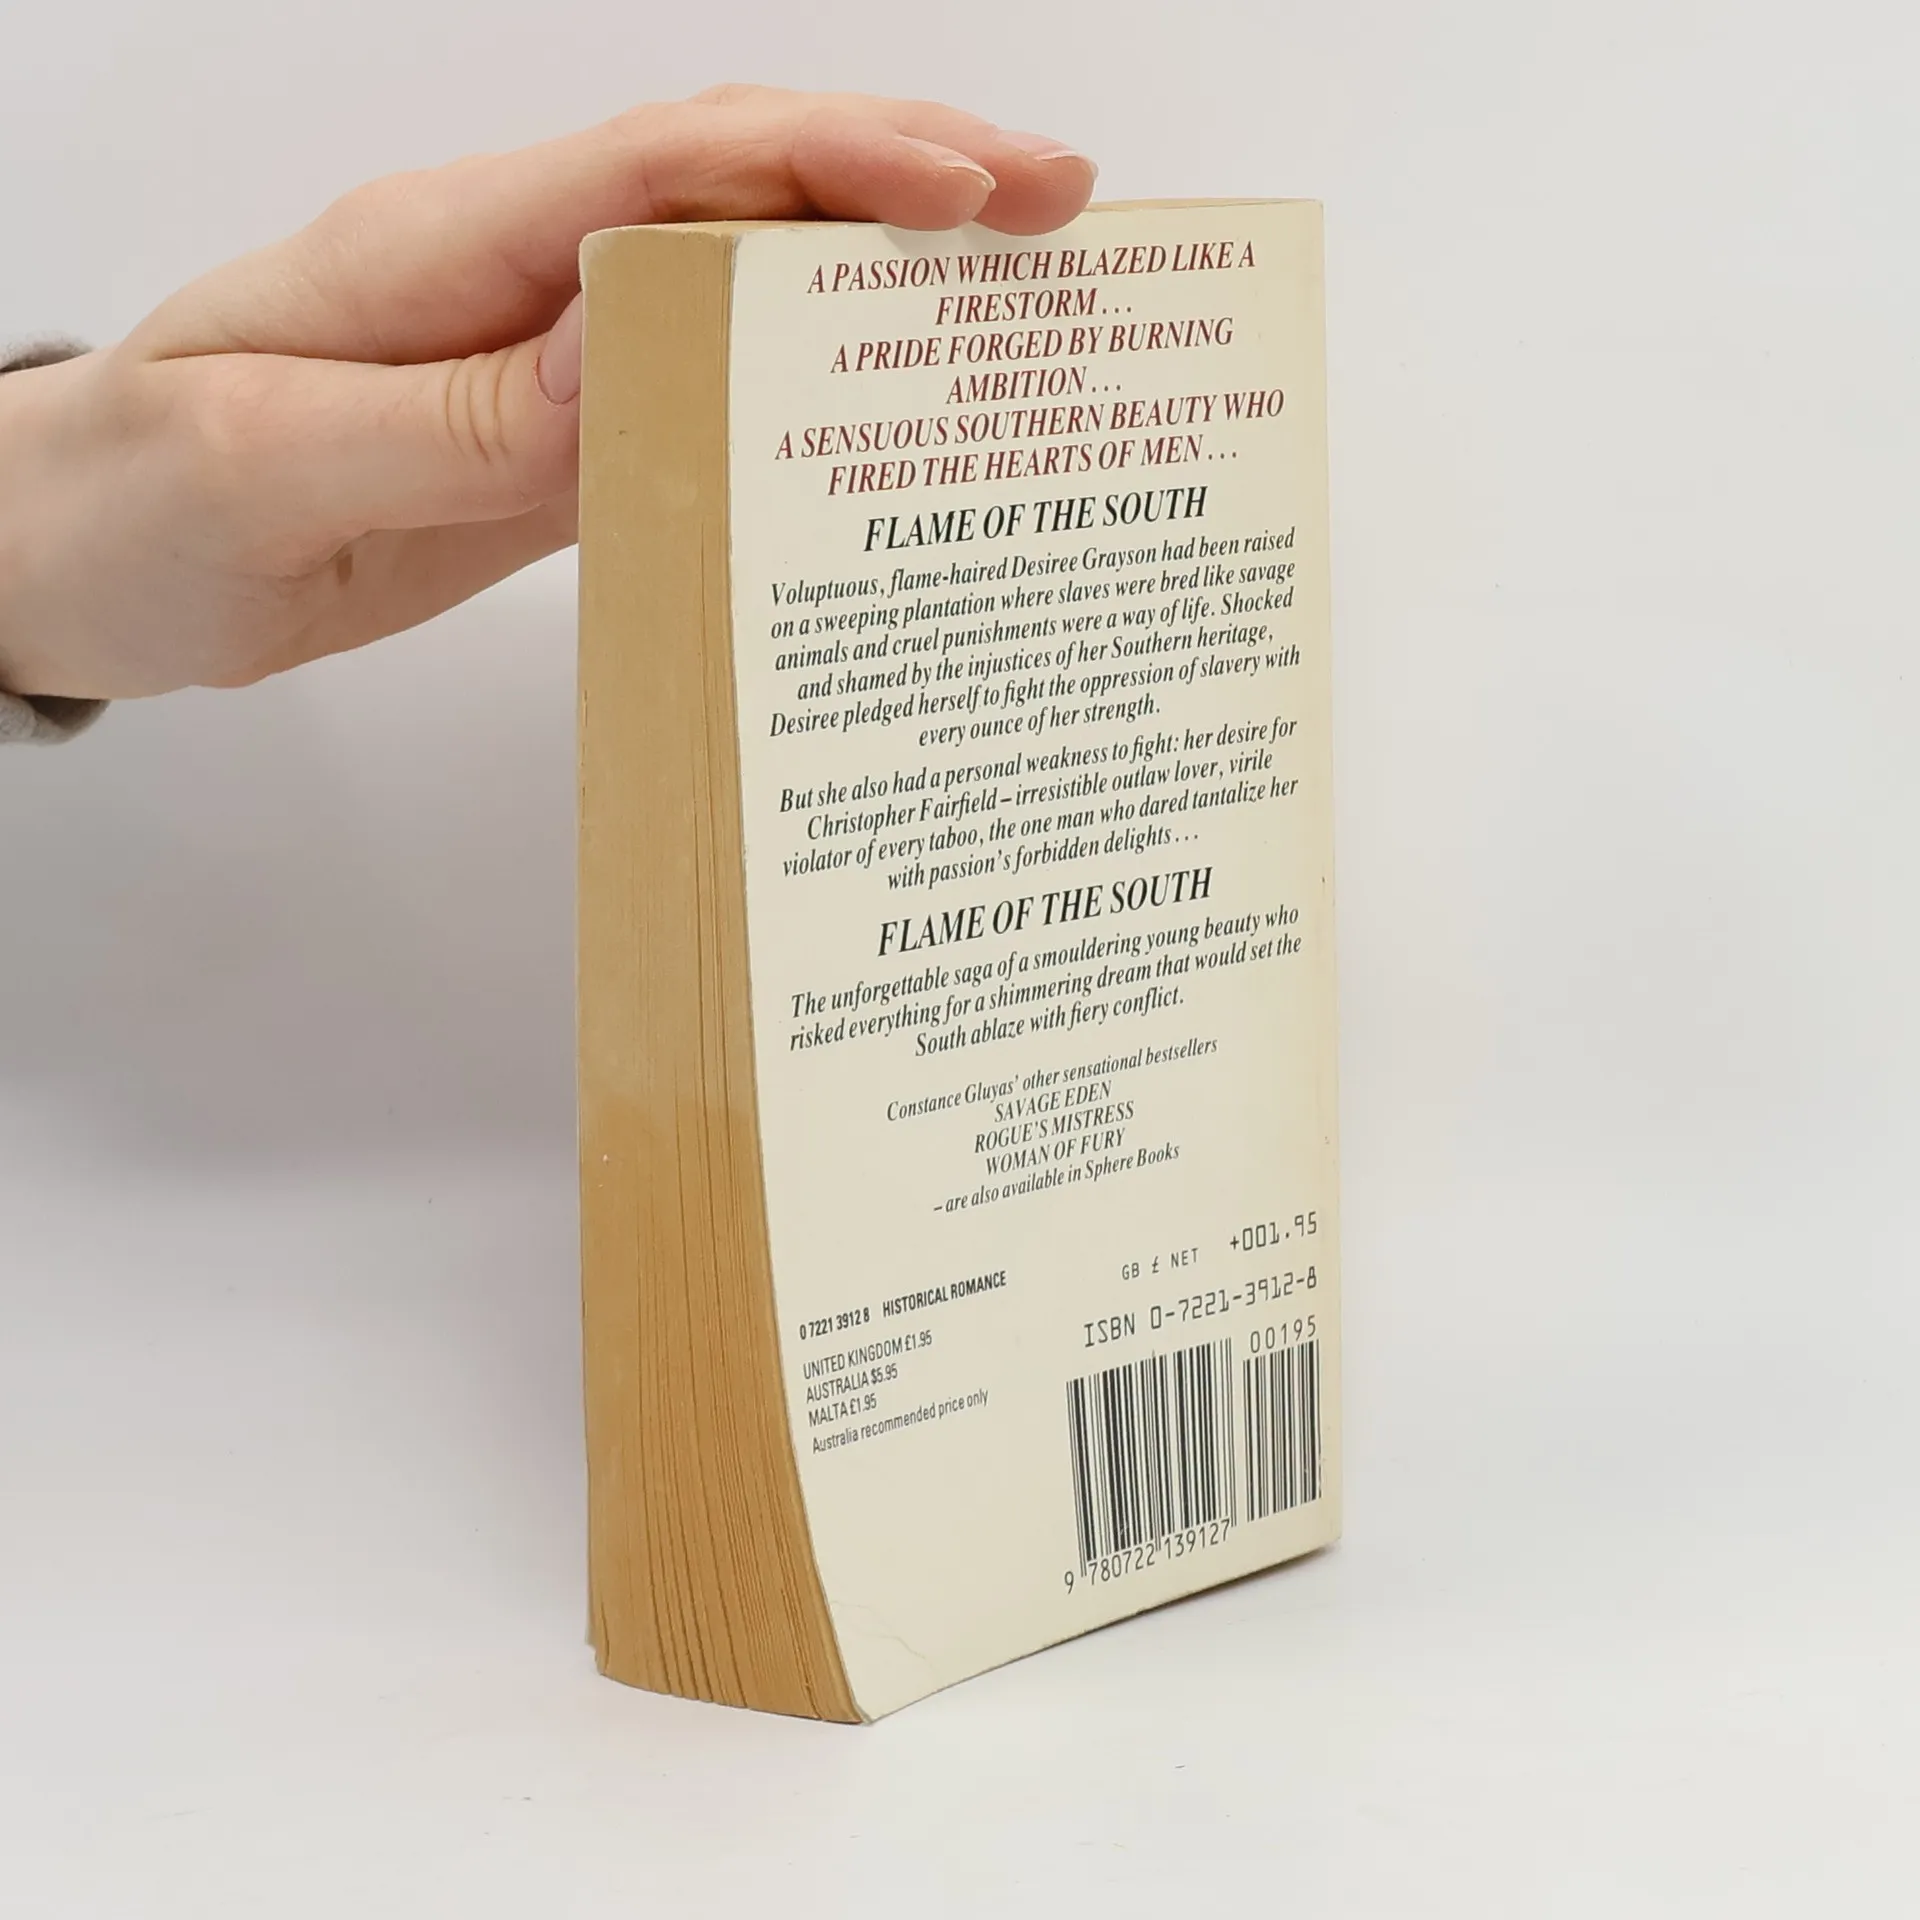 A PASSION WHICH BLAZED LIKE A
FIRESTORM...
A PRIDE FORGED BY BURNING
AMBITION...
A SENSUOUS SOUTHERN BEAUTY WHO
FIRED THE HEARTS OF MEN...
FLAME OF THE SOUTH
Voluptuous, flame-haired Desiree Grayson had been raised
on a sweeping plantation where slaves were bred like savage
animals and cruel punishments were a way of life. Shocked
and shamed by the injustices of her Southern heritage,
Desiree pledged herself to fight the oppression of slavery with
every ounce of her strength.
But she also had a personal weakness to fight: her desire for
Christopher Fairfield – irresistible outlaw lover, virile
violator of every taboo, the one man who dared tantalize her
with passion's forbidden delights...
FLAME OF THE SOUTH
The unforgettable saga of a smouldering young beauty who
risked everything for a shimmering dream that would set the
South ablaze with fiery conflict.
Constance Gluyas' other sensational bestsellers
SAVAGE EDEN
ROGUE'S MISTRESS
WOMAN OF FURY
– are also available in Sphere Books
0 7221 3912 8 HISTORICAL ROMANCE
UNITED KINGDOM £1.95
AUSTRALIA $5.95
MALTA £1.95
Australia recommended price only
GB £ NET +001.95
ISBN 0-7221-3912-8
00195
9 780722 139127